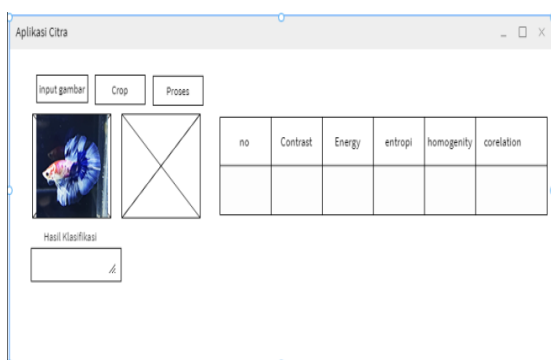 Aplikasi Citra
input gambar Crop Proses
no Contrast Energy entropi homogenity corelation
Hasil Klasifikasi